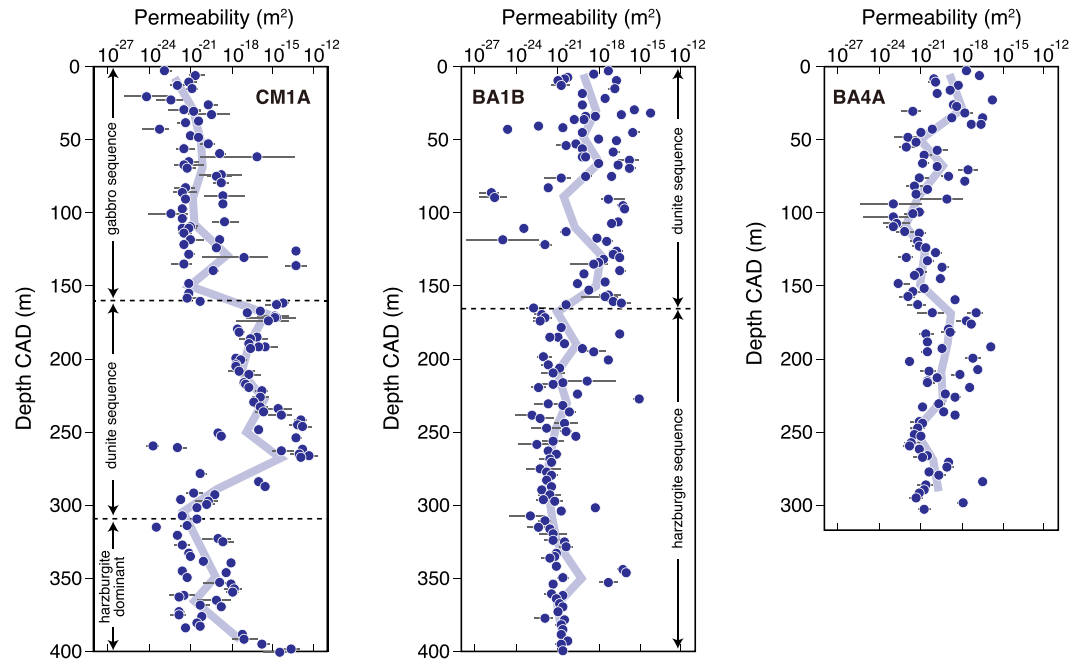 Permeability (m²)
10⁻²⁷ 10⁻²⁴ 10⁻²¹ 10⁻¹⁸ 10⁻¹⁵ 10⁻¹²
0
50
100
150
200
250
300
350
400
Depth CAD (m)
CM1A
gabbro sequence
dunite sequence
harzburgite
dominant
Permeability (m²)
10⁻²⁷ 10⁻²⁴ 10⁻²¹ 10⁻¹⁸ 10⁻¹⁵ 10⁻¹²
0
50
100
150
200
250
300
350
400
Depth CAD (m)
BA1B
dunite sequence
harzburgite sequence
Permeability (m²)
10⁻²⁷ 10⁻²⁴ 10⁻²¹ 10⁻¹⁸ 10⁻¹⁵ 10⁻¹²
0
50
100
150
200
250
300
Depth CAD (m)
BA4A